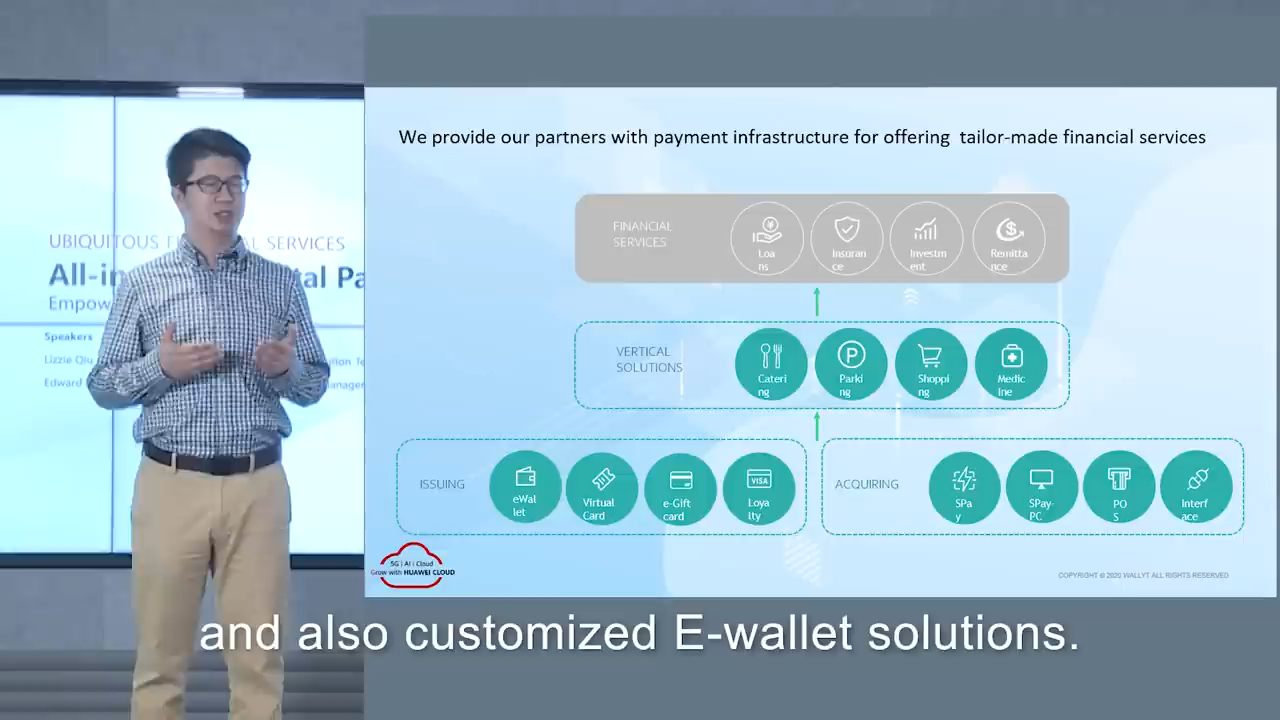 UBIQUITOUS FINANCIAL SERVICES
All-in tal Pa
Empow
Speakers
Lizzie Qiu
Edward
We provide our partners with payment infrastructure for offering tailor-made financial services
FINANCIAL
SERVICES
Loa
ns
Insuran
ce
Investm
ent
Remitta
nce
VERTICAL
SOLUTIONS
Cateri
ng
P
Parki
ng
Shoppi
ng
Medic
ine
ISSUING
eWal
let
Virtual
Card
e-Gift
card
VISA
Loya
lty
ACQUIRING
SPa
y
SPay-
PC
PO
S
Interf
ace
5G | AI | Cloud
Grow with HUAWEI CLOUD
COPYRIGHT © 2020 WALLYT ALL RIGHTS RESERVED
and also customized E-wallet solutions.